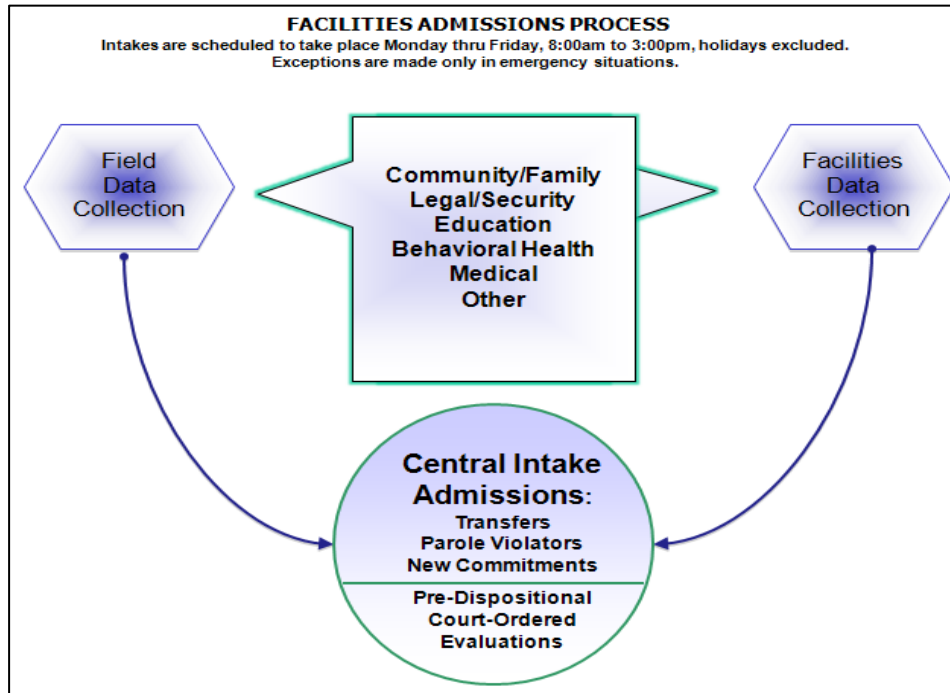 FACILITIES ADMISSIONS PROCESS
Intakes are scheduled to take place Monday thru Friday, 8:00am to 3:00pm, holidays excluded.
Exceptions are made only in emergency situations.
Field
Data
Collection
Community/Family
Legal/Security
Education
Behavioral Health
Medical
Other
Facilities
Data
Collection
Central Intake
Admissions:
Transfers
Parole Violators
New Commitments
Pre-Dispositional
Court-Ordered
Evaluations